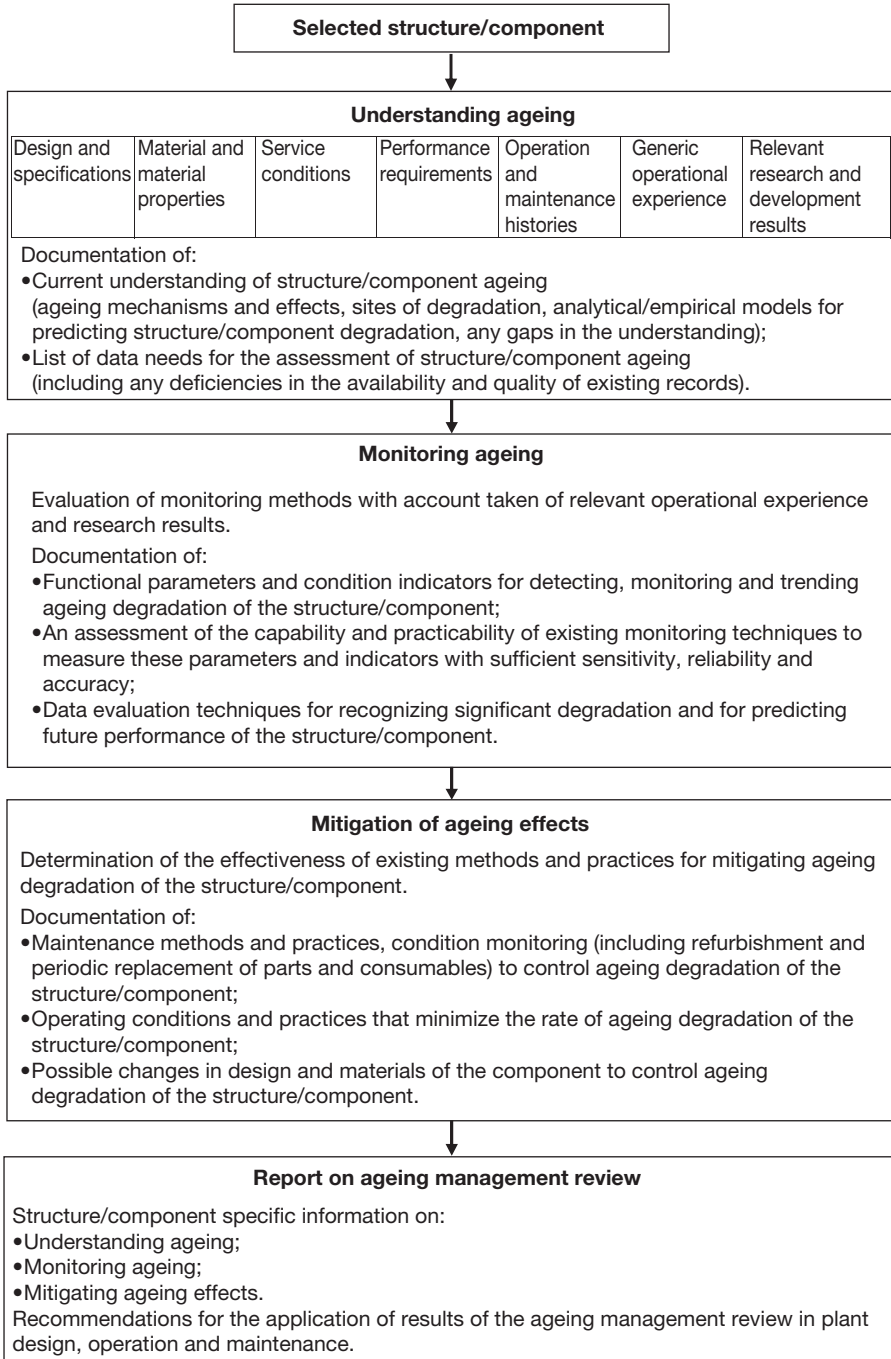 Selected structure/component
Understanding ageing
Design and
specifications
Material and
material
properties
Service
conditions
Performance
requirements
Operation
and
maintenance
histories
Generic
operational
experience
Relevant
research and
development
results
Documentation of:
•Current understanding of structure/component ageing
(ageing mechanisms and effects, sites of degradation, analytical/empirical models for
predicting structure/component degradation, any gaps in the understanding);
•List of data needs for the assessment of structure/component ageing
(including any deficiencies in the availability and quality of existing records).
Monitoring ageing
Evaluation of monitoring methods with account taken of relevant operational experience
and research results.
Documentation of:
•Functional parameters and condition indicators for detecting, monitoring and trending
ageing degradation of the structure/component;
•An assessment of the capability and practicability of existing monitoring techniques to
measure these parameters and indicators with sufficient sensitivity, reliability and
accuracy;
•Data evaluation techniques for recognizing significant degradation and for predicting
future performance of the structure/component.
Mitigation of ageing effects
Determination of the effectiveness of existing methods and practices for mitigating ageing
degradation of the structure/component.
Documentation of:
•Maintenance methods and practices, condition monitoring (including refurbishment and
periodic replacement of parts and consumables) to control ageing degradation of the
structure/component;
•Operating conditions and practices that minimize the rate of ageing degradation of the
structure/component;
•Possible changes in design and materials of the component to control ageing
degradation of the structure/component.
Report on ageing management review
Structure/component specific information on:
•Understanding ageing;
•Monitoring ageing;
•Mitigating ageing effects.
Recommendations for the application of results of the ageing management review in plant
design, operation and maintenance.